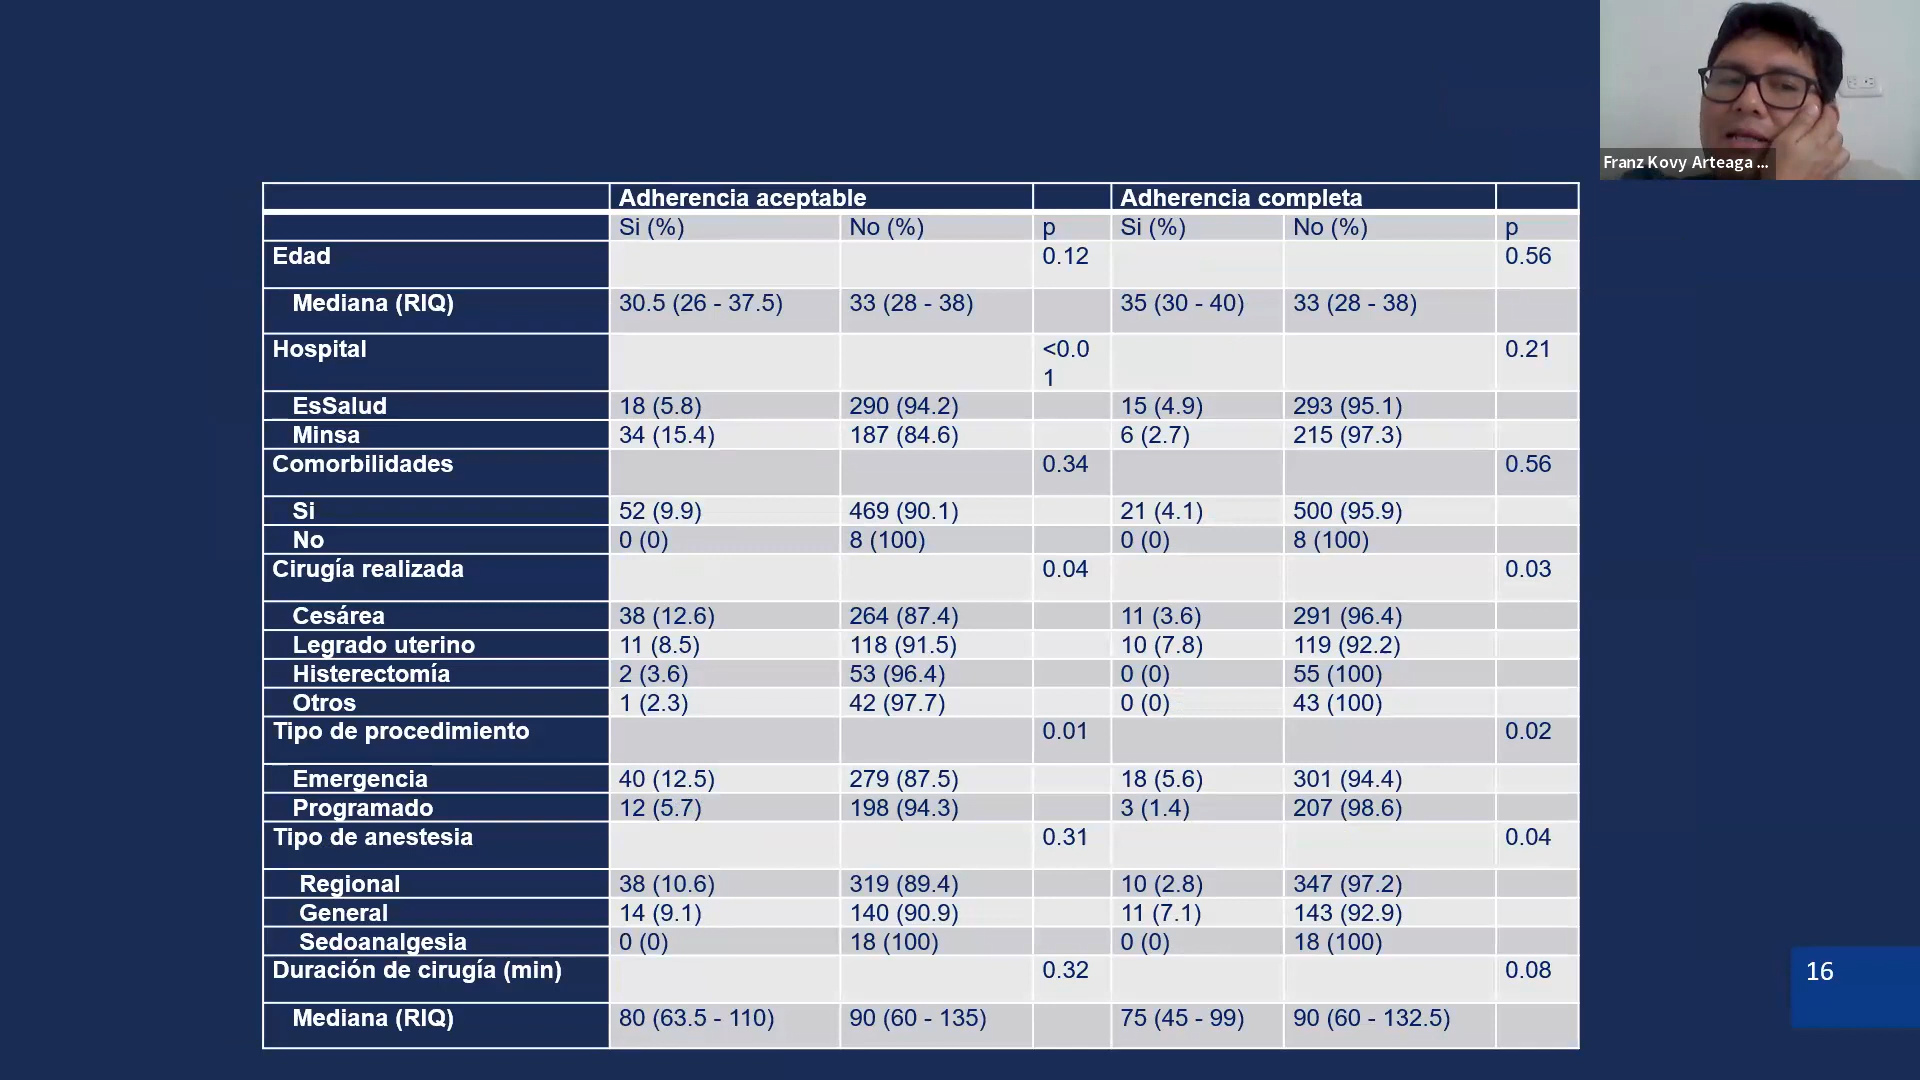 Franz Kovy Arteaga ...
Adherencia aceptable Adherencia completa
Si (%) No (%) p Si (%) No (%) p
Edad 0.12 0.56
Mediana (RIQ) 30.5 (26 - 37.5) 33 (28 - 38) 35 (30 - 40) 33 (28 - 38)
Hospital <0.0 0.21
1
EsSalud 18 (5.8) 290 (94.2) 15 (4.9) 293 (95.1)
Minsa 34 (15.4) 187 (84.6) 6 (2.7) 215 (97.3)
Comorbilidades 0.34 0.56
Si 52 (9.9) 469 (90.1) 21 (4.1) 500 (95.9)
No 0 (0) 8 (100) 0 (0) 8 (100)
Cirugía realizada 0.04 0.03
Cesárea 38 (12.6) 264 (87.4) 11 (3.6) 291 (96.4)
Legrado uterino 11 (8.5) 118 (91.5) 10 (7.8) 119 (92.2)
Histerectomía 2 (3.6) 53 (96.4) 0 (0) 55 (100)
Otros 1 (2.3) 42 (97.7) 0 (0) 43 (100)
Tipo de procedimiento 0.01 0.02
Emergencia 40 (12.5) 279 (87.5) 18 (5.6) 301 (94.4)
Programado 12 (5.7) 198 (94.3) 3 (1.4) 207 (98.6)
Tipo de anestesia 0.31 0.04
Regional 38 (10.6) 319 (89.4) 10 (2.8) 347 (97.2)
General 14 (9.1) 140 (90.9) 11 (7.1) 143 (92.9)
Sedoanalgesia 0 (0) 18 (100) 0 (0) 18 (100)
Duración de cirugía (min) 0.32 0.08
Mediana (RIQ) 80 (63.5 - 110) 90 (60 - 135) 75 (45 - 99) 90 (60 - 132.5)
16